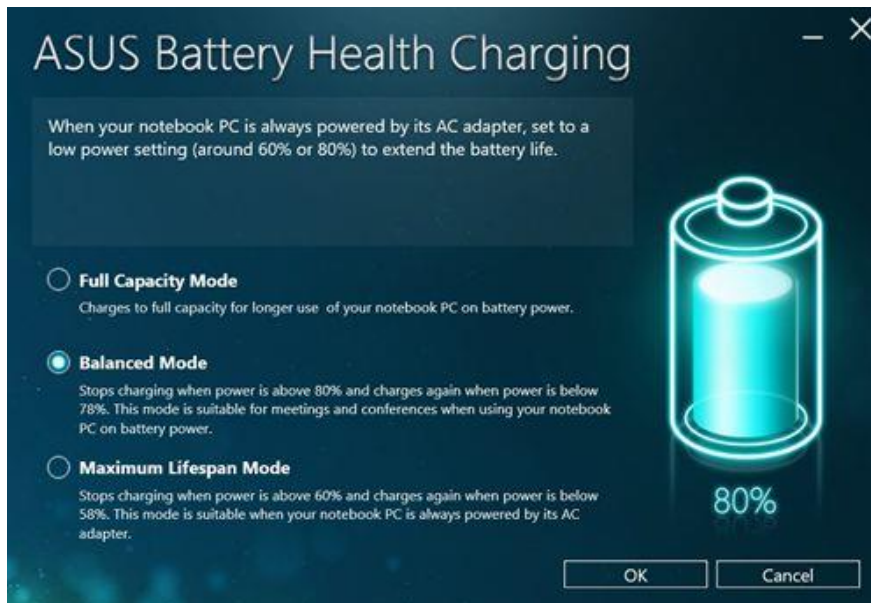 ASUS Battery Health Charging
When your notebook PC is always powered by its AC adapter, set to a
low power setting (around 60% or 80%) to extend the battery life.
Full Capacity Mode
Charges to full capacity for longer use of your notebook PC on battery power.
Balanced Mode
Stops charging when power is above 80% and charges again when power is below
78%. This mode is suitable for meetings and conferences when using your notebook
PC on battery power.
Maximum Lifespan Mode
Stops charging when power is above 60% and charges again when power is below
58%. This mode is suitable when your notebook PC is always powered by its AC
adapter.
80%
OK
Cancel